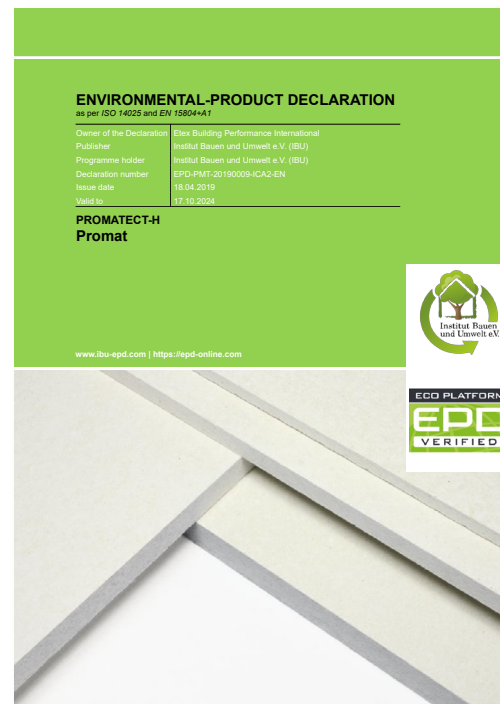 ENVIRONMENTAL-PRODUCT DECLARATION
as per ISO 14025 and EN 15804+A1
Owner of the Declaration Etex Building Performance International
Publisher Institut Bauen und Umwelt e.V. (IBU)
Programme holder Institut Bauen und Umwelt e.V. (IBU)
Declaration number EPD-PMT-20190009-ICA2-EN
Issue date 18.04.2019
Valid to 17.10.2024
PROMATECT-H
Promat
Institut Bauen
und Umwelt e.V.
www.ibu-epd.com | https://epd-online.com
ECO PLATFORM
EPD
VERIFIED